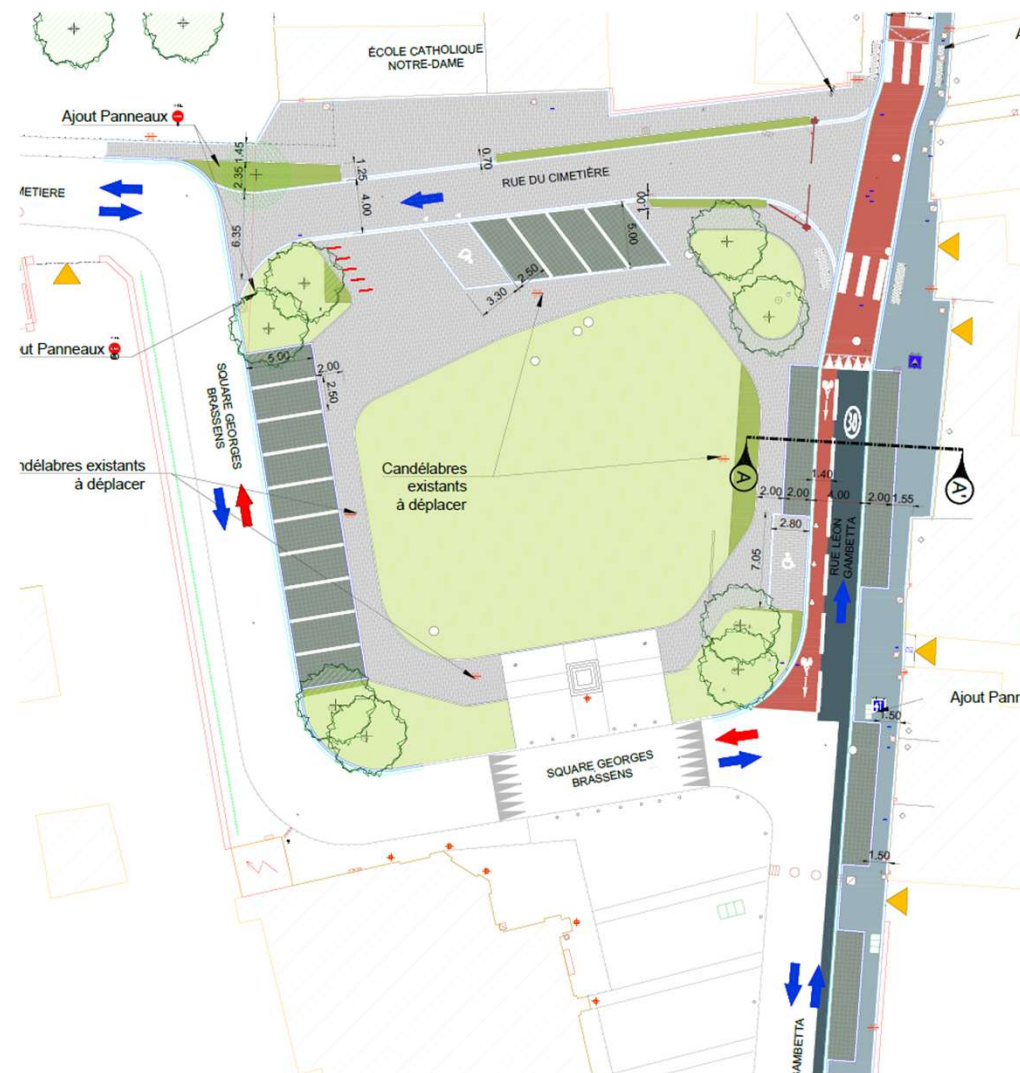 ÉCOLE CATHOLIQUE
NOTRE-DAME
Ajout Panneaux
1.45
2.35
1.25
4.00
0.70
RUE DU CIMETIÈRE
METIERE
6.35
1.00
5.00
2.50
3.30
out Panneaux
5.00
2.00
2.50
SQUARE GEORGES
BRASSENS
ndélabres existants
à déplacer
Candélabres
existants
à déplacer
A
A'
30
1.40
2.00
2.00
4.00
2.00
1.55
2.80
7.05
RUE LÉON
GAMBETTA
Ajout Pann
1.50
SQUARE GEORGES
BRASSENS
1.50
GAMBETTA